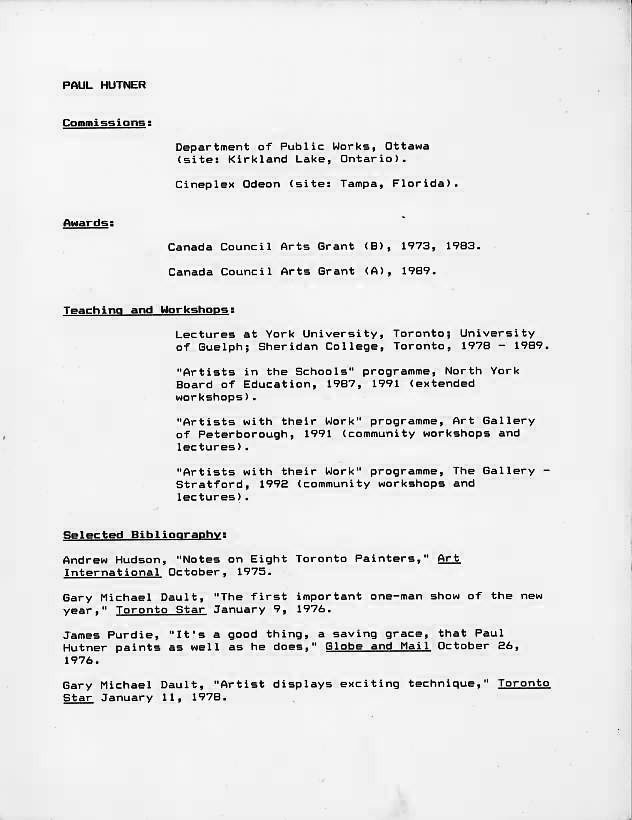 PAUL HUTNER
Commissions:
Department of Public Works, Ottawa
(site: Kirkland Lake, Ontario).
Cineplex Odeon (site: Tampa, Florida).
Awards:
Canada Council Arts Grant (B), 1973, 1983.
Canada Council Arts Grant (A), 1989.
Teaching and Workshops:
Lectures at York University, Toronto; University
of Guelph; Sheridan College, Toronto, 1978 - 1989.
"Artists in the Schools" programme, North York
Board of Education, 1987, 1991 (extended
workshops).
"Artists with their Work" programme, Art Gallery
of Peterborough, 1991 (community workshops and
lectures).
"Artists with their Work" programme, The Gallery -
Stratford, 1992 (community workshops and
lectures).
Selected Bibliography:
Andrew Hudson, "Notes on Eight Toronto Painters," Art
International October, 1975.
Gary Michael Dault, "The first important one-man show of the new
year," Toronto Star January 9, 1976.
James Purdie, "It's a good thing, a saving grace, that Paul
Hutner paints as well as he does," Globe and Mail October 26,
1976.
Gary Michael Dault, "Artist displays exciting technique," Toronto
Star January 11, 1978.